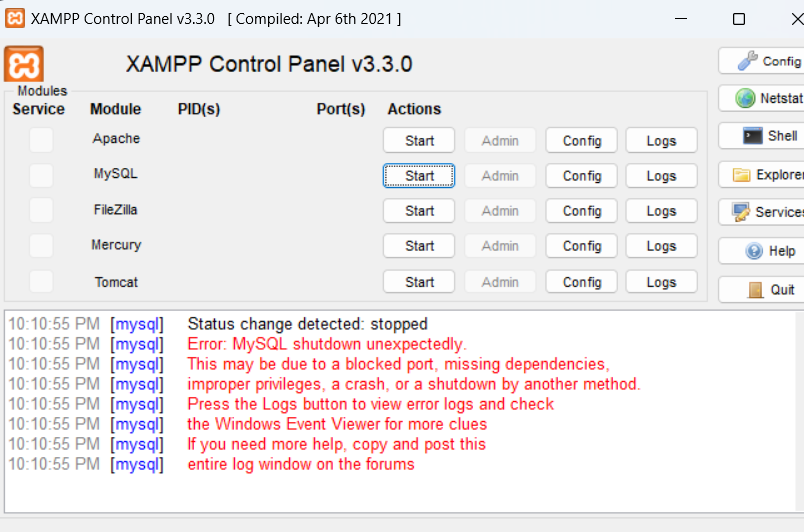 XAMPP Control Panel v3.3.0 [ Compiled: Apr 6th 2021 ]
XAMPP Control Panel v3.3.0
Config
Modules
Service Module PID(s) Port(s) Actions
Netstat
Apache Start Admin Config Logs
Shell
MySQL Start Admin Config Logs
Explorer
FileZilla Start Admin Config Logs
Services
Mercury Start Admin Config Logs
Help
Tomcat Start Admin Config Logs
Quit
10:10:55 PM [mysql] Status change detected: stopped
10:10:55 PM [mysql] Error: MySQL shutdown unexpectedly.
10:10:55 PM [mysql] This may be due to a blocked port, missing dependencies,
10:10:55 PM [mysql] improper privileges, a crash, or a shutdown by another method.
10:10:55 PM [mysql] Press the Logs button to view error logs and check
10:10:55 PM [mysql] the Windows Event Viewer for more clues
10:10:55 PM [mysql] If you need more help, copy and post this
10:10:55 PM [mysql] entire log window on the forums